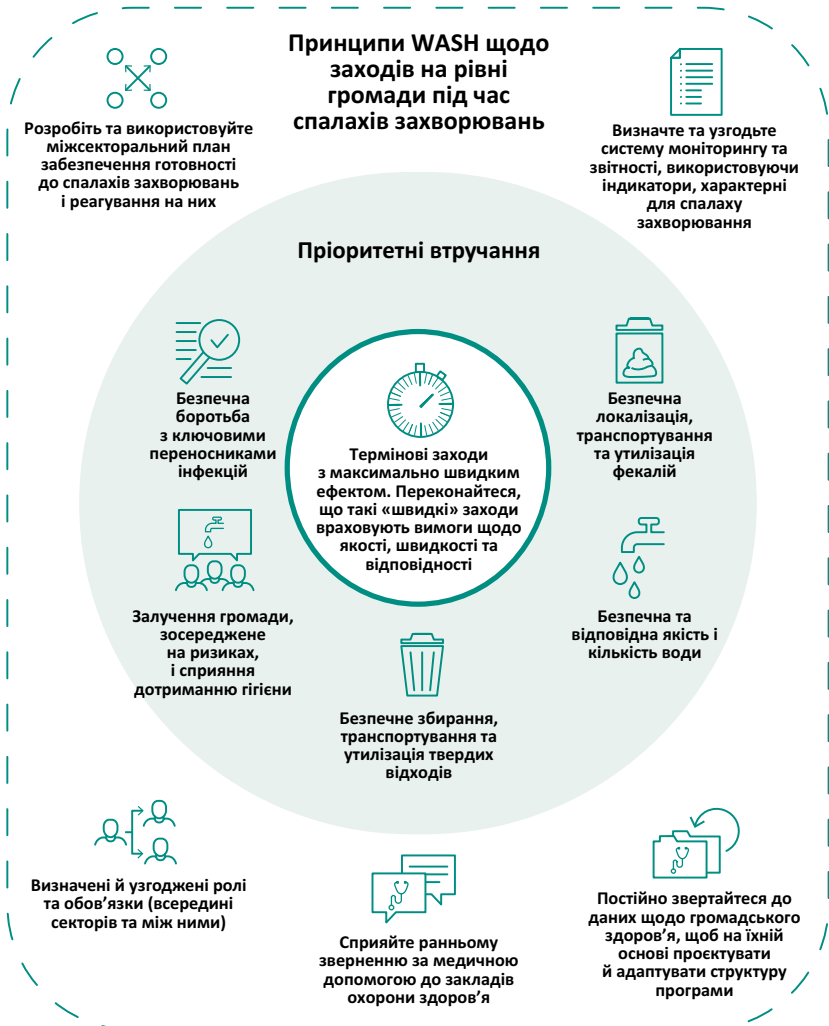 Принципи WASH щодо
заходів на рівні
громади під час
спалахів захворювань
Розробіть та використовуйте
міжсекторальний план
забезпечення готовності
до спалахів захворювань
і реагування на них
Визначте та узгодьте
систему моніторингу та
звітності, використовуючи
індикатори, характерні
для спалаху
захворювання
Пріоритетні втручання
Безпечна
боротьба
з ключовими
переносниками
інфекцій
Термінові заходи
з максимально швидким
ефектом. Переконайтеся,
що такі «швидкі» заходи
враховують вимоги щодо
якості, швидкості та
відповідності
Безпечна
локалізація,
транспортування
та утилізація
фекалій
Залучення громади,
зосереджене
на ризиках,
і сприяння
дотриманню гігієни
Безпечна та
відповідна якість і
кількість води
Безпечне збирання,
транспортування та
утилізація твердих
відходів
Визначені й узгоджені ролі
та обов’язки (всередині
секторів та між ними)
Сприяйте ранньому
зверненню за медичною
допомогою до закладів
охорони здоров’я
Постійно звертайтеся до
даних щодо громадського
здоров’я, щоб на їхній
основі проєктувати
й адаптувати структуру
програми